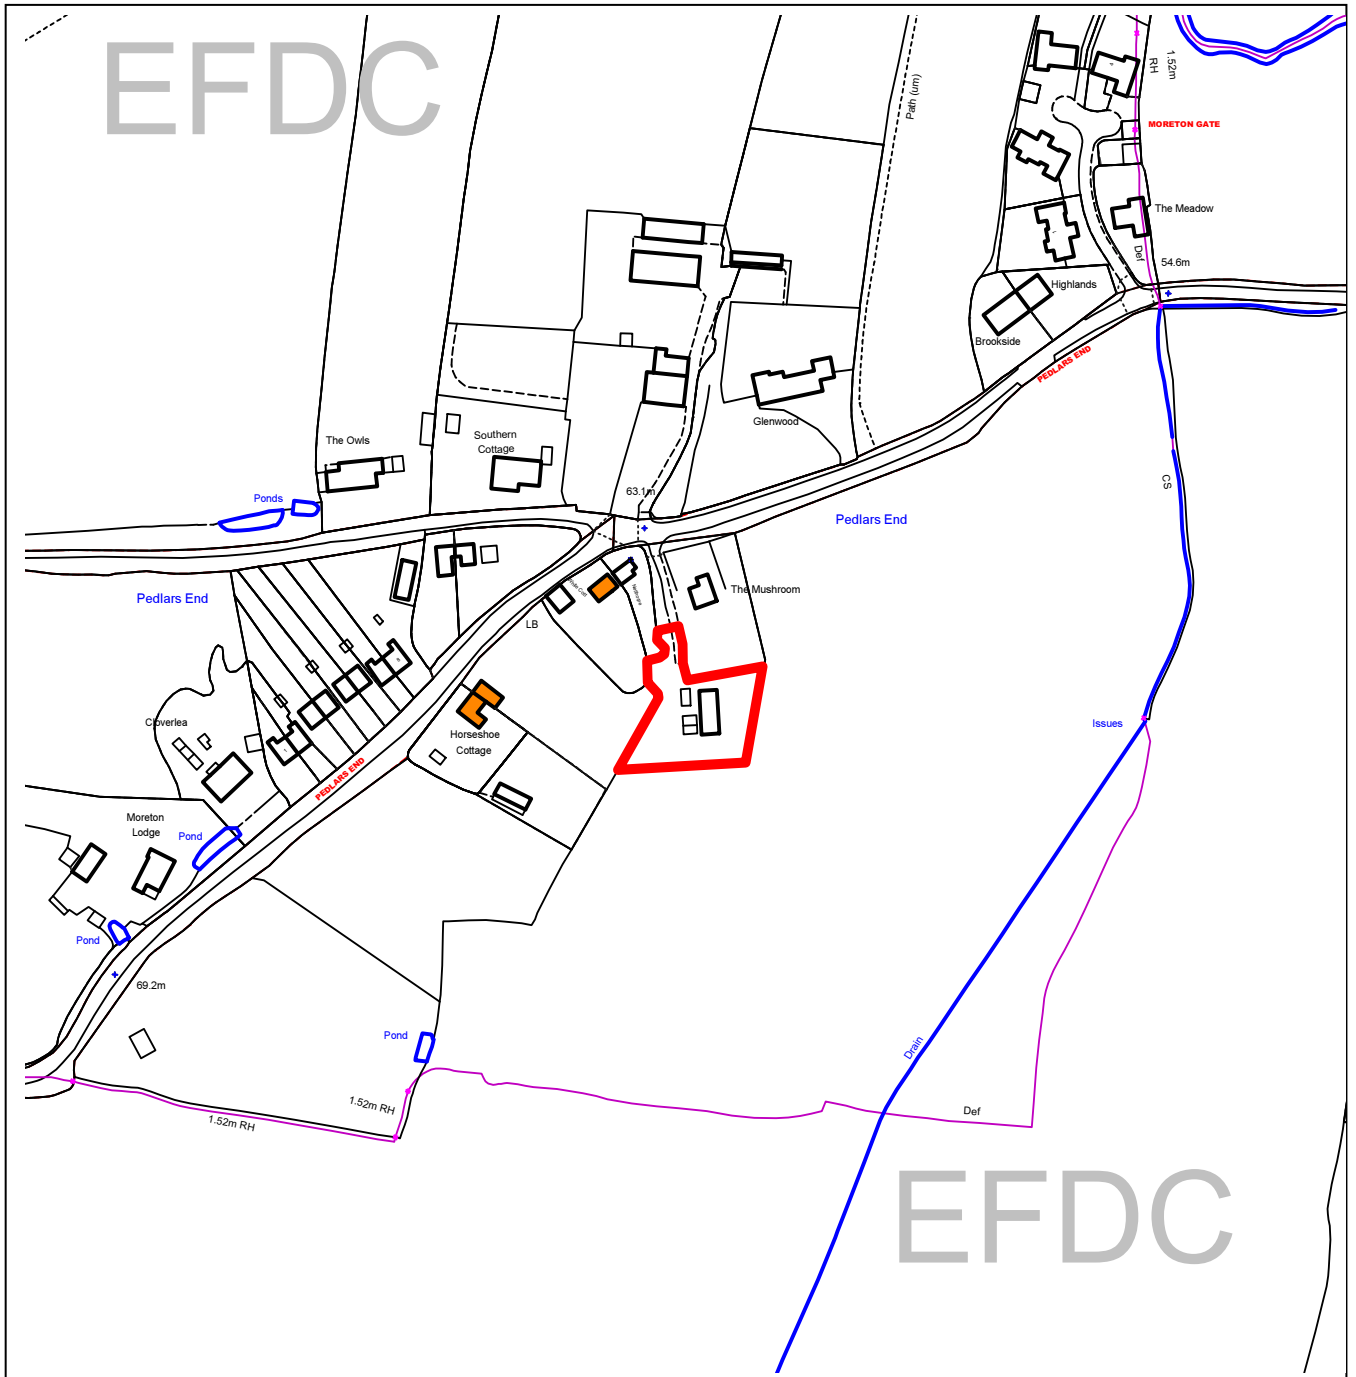 EFDC
Path (um)
1.52m
RH
MORETON GATE
The Meadow
Def
54.6m
Highlands
Brookside
PEDLARS END
Glenwood
The Owls
Southern
Cottage
63.1m
Ponds
Pedlars End
CS
Pedlars End
The Mushroom
LB
Cloverlea
Horseshoe
Cottage
Issues
PEDLARS END
Moreton
Lodge
Pond
Pond
69.2m
Pond
Drain
1.52m RH
1.52m RH
Def
EFDC